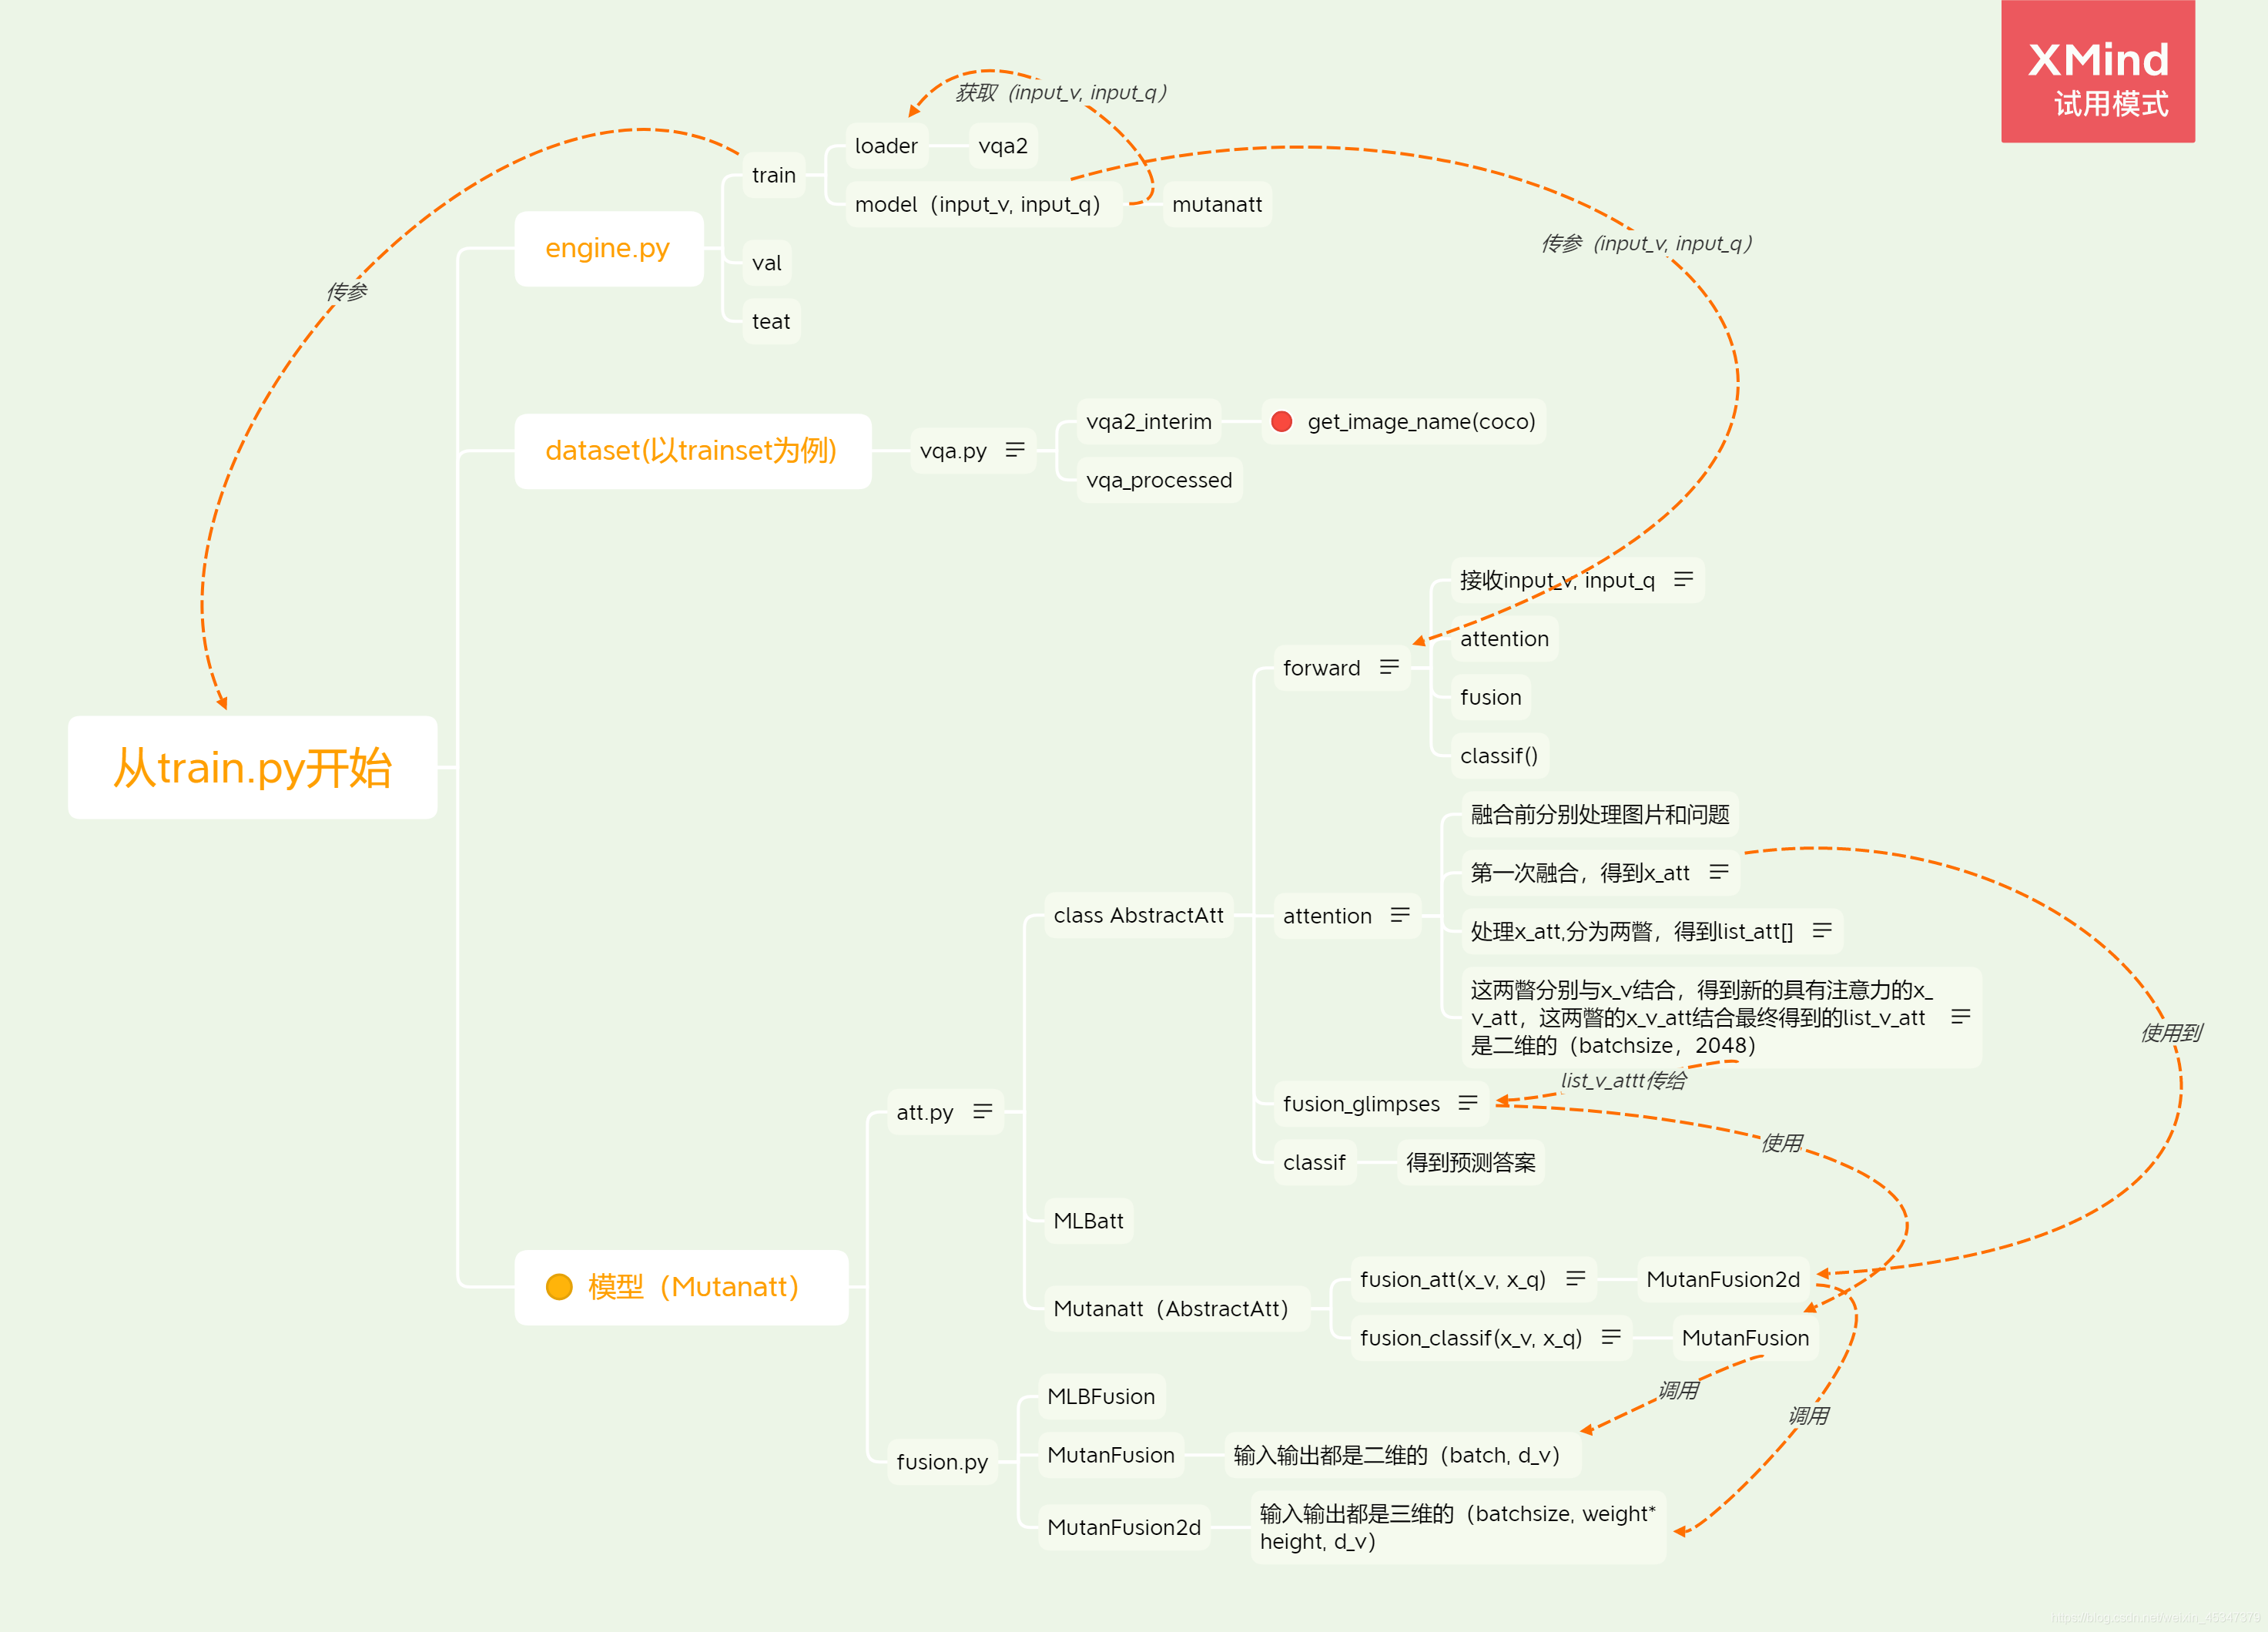 XMind
试用模式
获取（input_v, input_q）
loader
vqa2
train
model（input_v, input_q）
mutanatt
engine.py
传参（input_v, input_q）
val
传参
teat
vqa2_interim
get_image_name(coco)
dataset(以trainset为例)
vqa.py
vqa_processed
接收input_v, input_q
attention
forward
fusion
classif()
从train.py开始
融合前分别处理图片和问题
第一次融合，得到x_att
class AbstractAtt
attention
处理x_att,分为两瞥，得到list_att[]
这两瞥分别与x_v结合，得到新的具有注意力的x_
v_att，这两瞥的x_v_att结合最终得到的list_v_att
是二维的（batchsize，2048）
使用到
list_v_attt传给
fusion_glimpses
att.py
使用
classif
得到预测答案
MLBatt
模型（Mutanatt）
fusion_att(x_v, x_q)
MutanFusion2d
Mutanatt（AbstractAtt）
fusion_classif(x_v, x_q)
MutanFusion
调用
MLBFusion
调用
fusion.py
MutanFusion
输入输出都是二维的（batch, d_v）
MutanFusion2d
输入输出都是三维的（batchsize, weight*
height, d_v）
https://blog.csdn.net/weixin_45347379